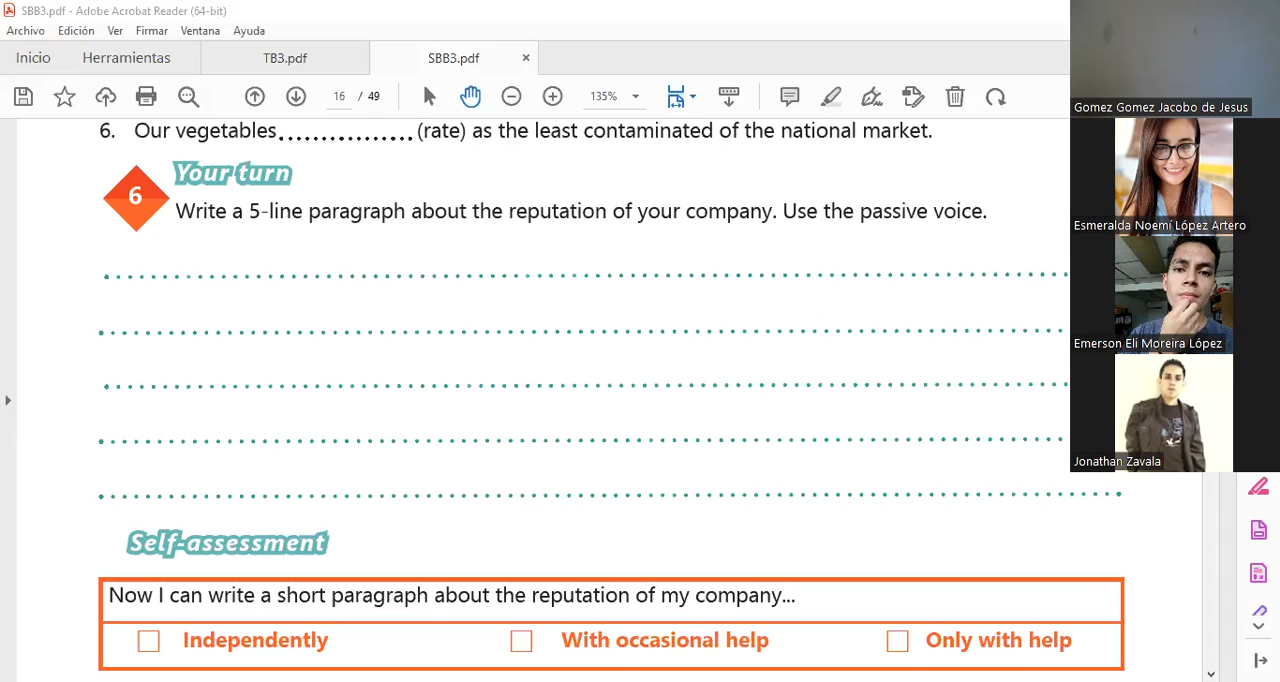 SBB3.pdf - Adobe Acrobat Reader (64-bit)
Archivo Edición Ver Firmar Ventana Ayuda
Inicio Herramientas TB3.pdf SBB3.pdf ×
16 / 49 135%
6. Our vegetables................(rate) as the least contaminated of the national market.
Your turn
6
Write a 5-line paragraph about the reputation of your company. Use the passive voice.
Self-assessment
Now I can write a short paragraph about the reputation of my company...
Independently With occasional help Only with help
Gomez Gomez Jacobo de Jesus
Esmeralda Noemí López Artero
Emerson Eli Moreira López
Jonathan Zavala